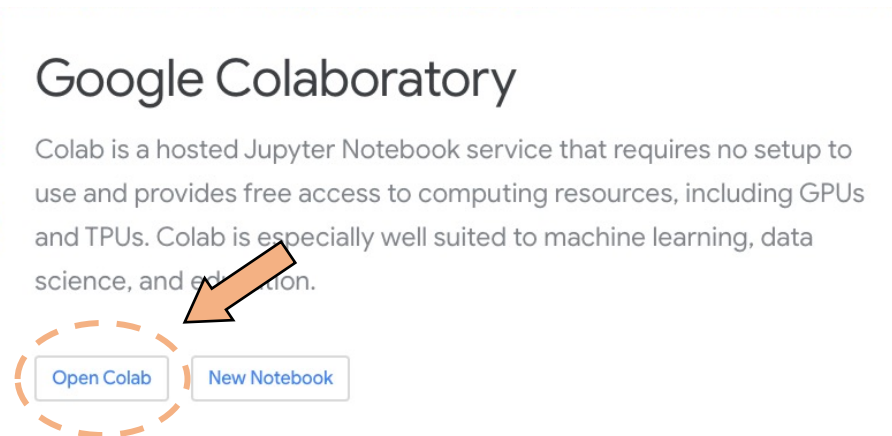 Google Colaboratory
Colab is a hosted Jupyter Notebook service that requires no setup to
use and provides free access to computing resources, including GPUs
and TPUs. Colab is especially well suited to machine learning, data
science, and education.
Open Colab
New Notebook